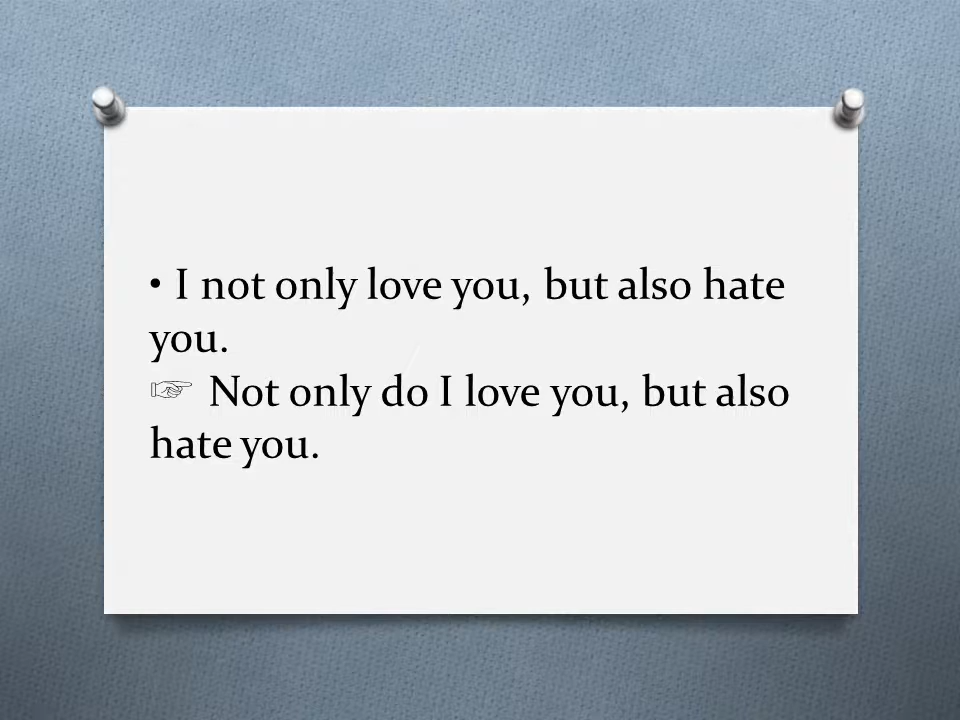 • I not only love you, but also hate
you.
☞ Not only do I love you, but also
hate you.